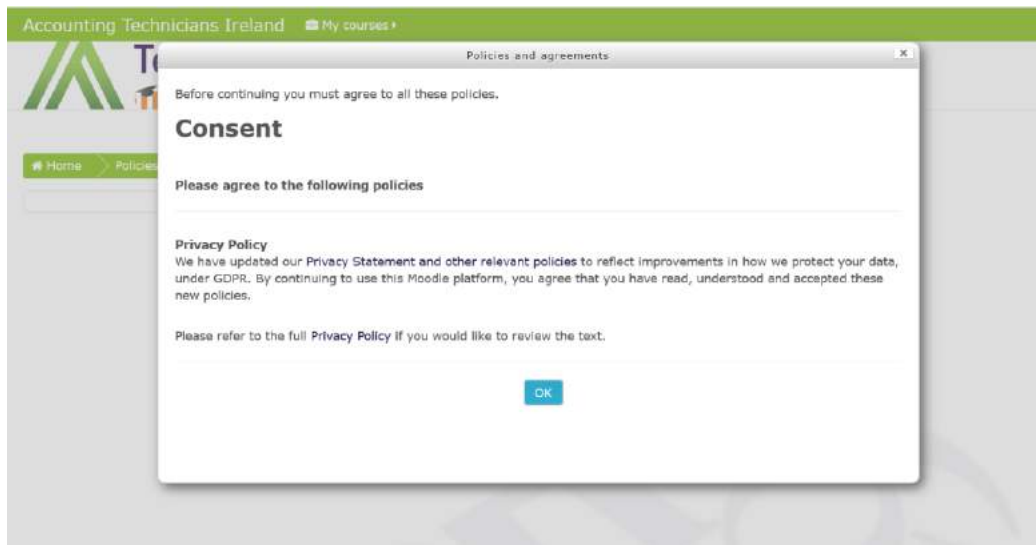 Accounting Technicians Ireland My courses
Policies and agreements x
Before continuing you must agree to all these policies.
Consent
Home Policies
Please agree to the following policies
Privacy Policy
We have updated our Privacy Statement and other relevant policies to reflect improvements in how we protect your data,
under GDPR. By continuing to use this Moodle platform, you agree that you have read, understood and accepted these
new policies.
Please refer to the full Privacy Policy if you would like to review the text.
OK